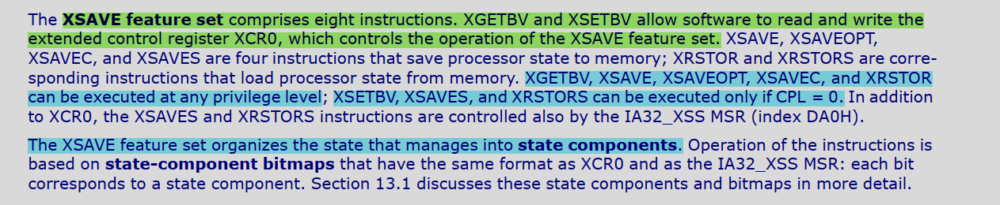 The XSAVE feature set comprises eight instructions. XGETBV and XSETBV allow software to read and write the
extended control register XCR0, which controls the operation of the XSAVE feature set. XSAVE, XSAVEOPT,
XSAVEC, and XSAVES are four instructions that save processor state to memory; XRSTOR and XRSTORS are corre-
sponding instructions that load processor state from memory. XGETBV, XSAVE, XSAVEOPT, XSAVEC, and XRSTOR
can be executed at any privilege level; XSETBV, XSAVES, and XRSTORS can be executed only if CPL = 0. In addition
to XCR0, the XSAVES and XRSTORS instructions are controlled also by the IA32_XSS MSR (index DA0H).
The XSAVE feature set organizes the state that manages into state components. Operation of the instructions is
based on state-component bitmaps that have the same format as XCR0 and as the IA32_XSS MSR: each bit
corresponds to a state component. Section 13.1 discusses these state components and bitmaps in more detail.